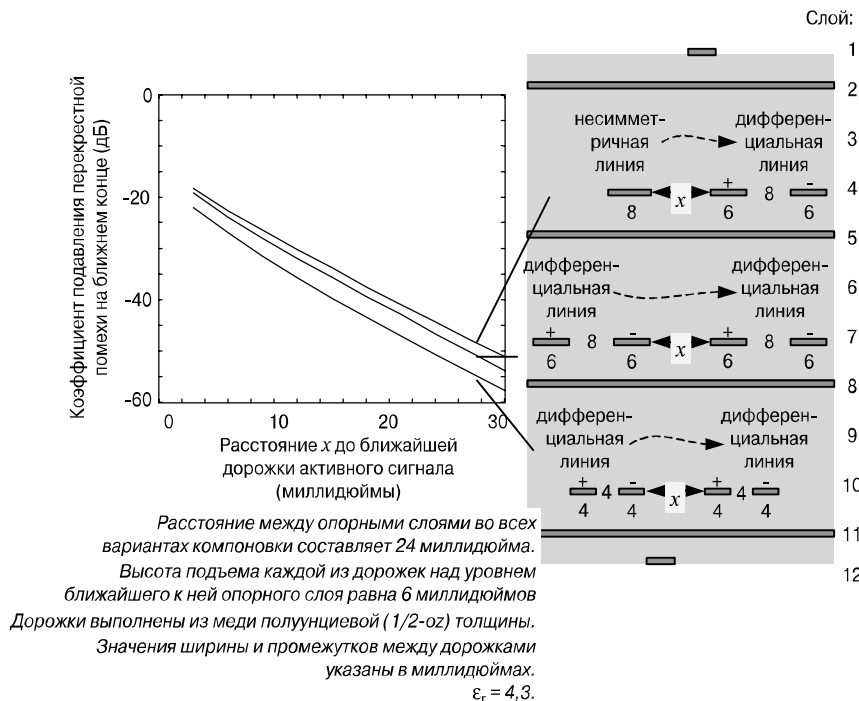 Слой:
Коэффициент подавления перекрестной
помехи на ближнем конце (дБ)
0
-20
-40
-60
0
10
20
30
Расстояние x до ближайшей
дорожки активного сигнала
(миллидюймы)
1
2
3
4
5
6
7
8
9
10
11
12
несиммет-
ричная
линия
дифферен-
циальная
линия
x
+
8
-
8
6
6
дифферен-
циальная
линия
дифферен-
циальная
линия
+
8
-
x
+
8
-
6
6
6
6
дифферен-
циальная
линия
дифферен-
циальная
линия
+
4
-
x
+
4
-
4
4
4
4
Расстояние между опорными слоями во всех
вариантах компоновки составляет 24 миллидюйма.
Высота подъема каждой из дорожек над уровнем
ближайшего к ней опорного слоя равна 6 миллидюймов
Дорожки выполнены из меди полуунциевой (1/2-oz) толщины.
Значения ширины и промежутков между дорожками
указаны в миллидюймах.
εr = 4,3.